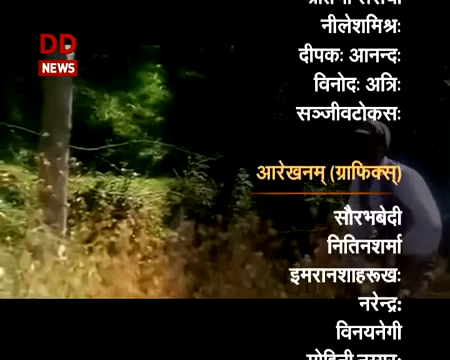 DD
NEWS
नीलेशमिश्रः
दीपकः आनन्दः
विनोदः अत्रिः
सञ्जीवटोकसः
आरेखनम् (ग्राफिक्स्)
सौरभबेदी
नितिनशर्मा
इमरानशाहरूखः
नरेन्द्रः
विनयनेगी